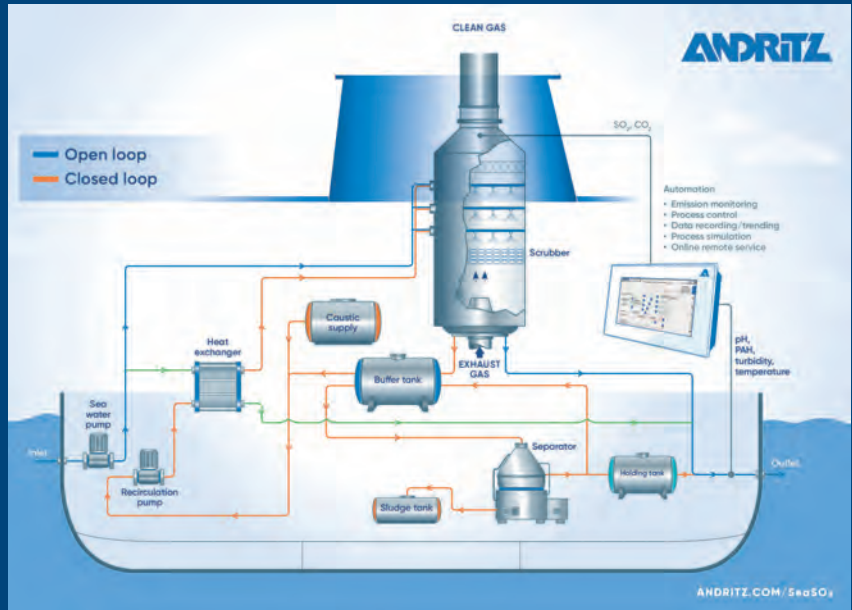 CLEAN GAS
ANDRITZ
Open loop
Closed loop
SO₂, CO₂
Automation
• Emission monitoring
• Process control
• Data recording/trending
• Process simulation
• Online remote service
Scrubber
Caustic
supply
Heat
exchanger
EXHAUST
GAS
Buffer tank
pH,
PAH,
turbidity,
temperature
Sea
water
pump
Inlet
Recirculation
pump
Separator
Holding tank
Outlet
Sludge tank
ANDRITZ.COM/SeaSOx